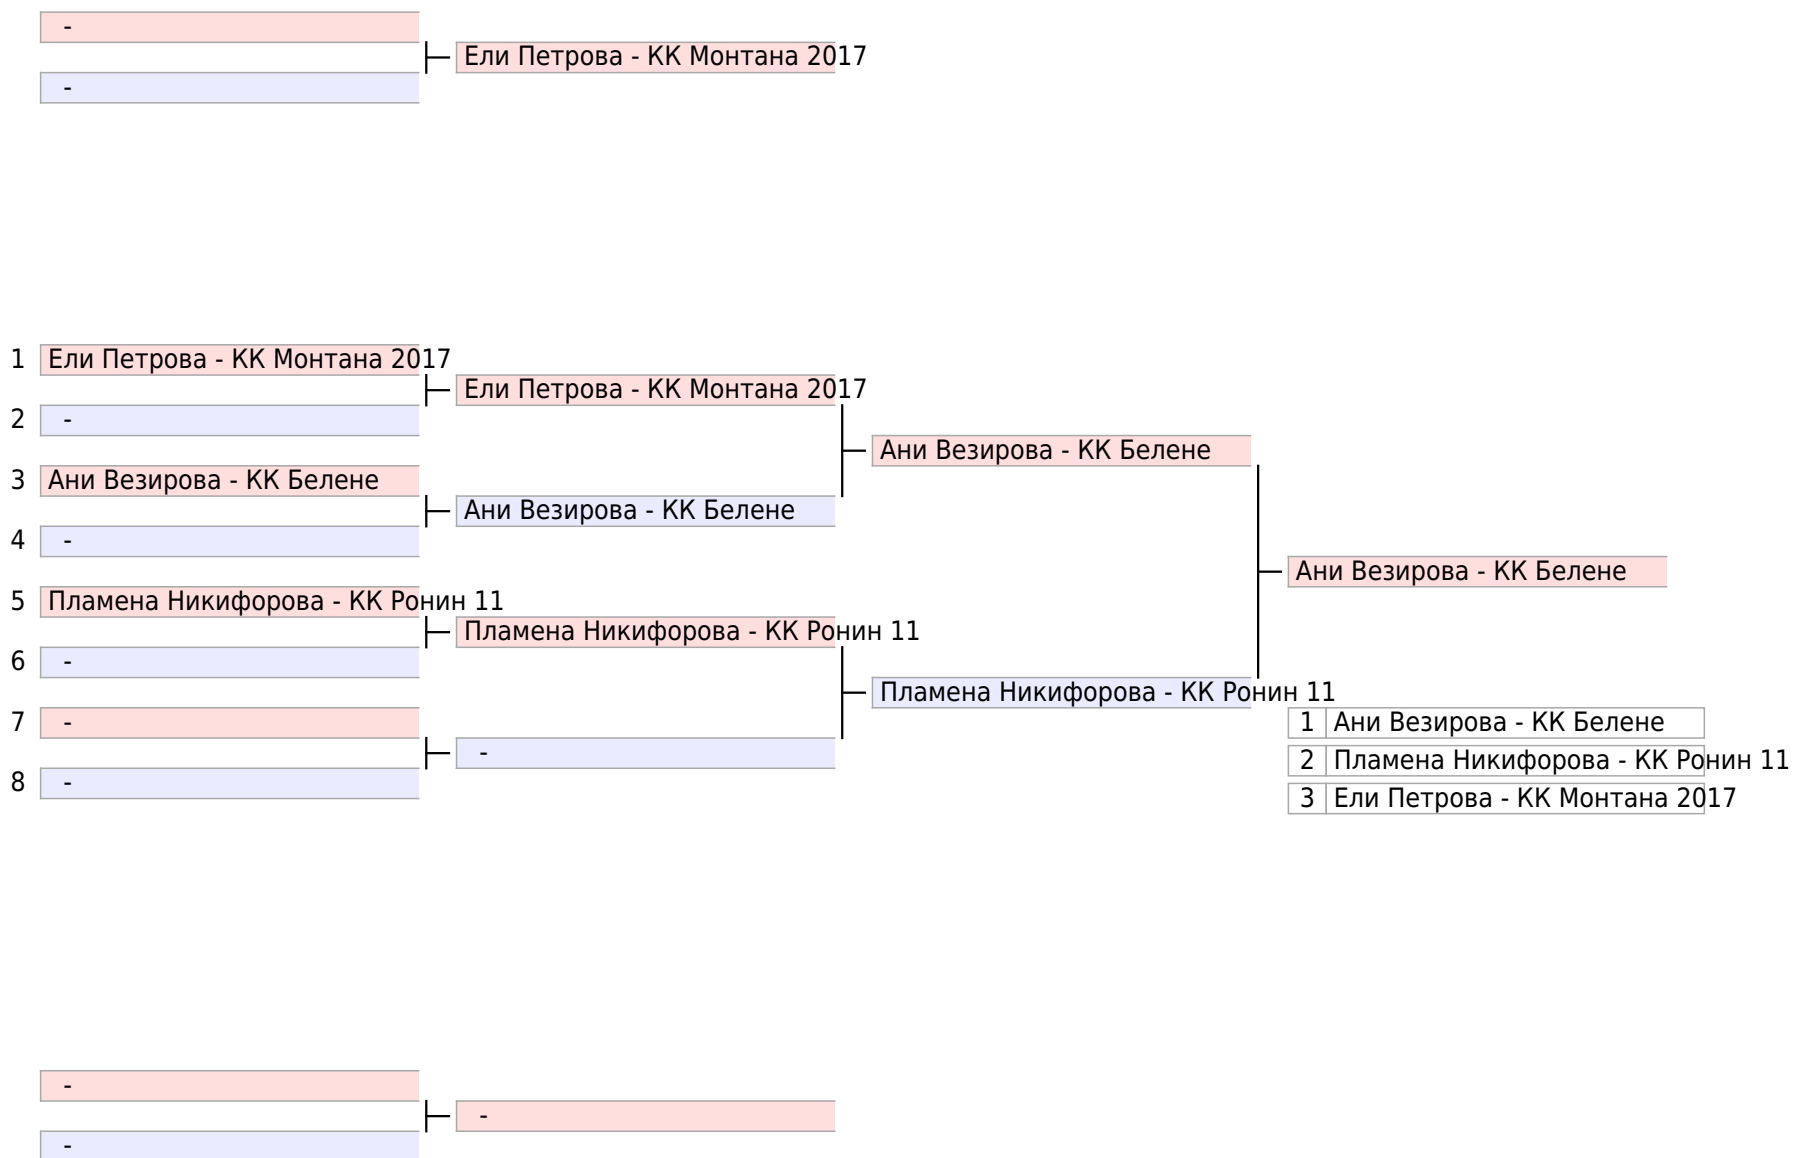 -
Ели Петрова - КК Монтана 2017
-
1 Ели Петрова - КК Монтана 2017
Ели Петрова - КК Монтана 2017
2 -
Ани Везирова - КК Белене
3 Ани Везирова - КК Белене
Ани Везирова - КК Белене
4 -
Ани Везирова - КК Белене
5 Пламена Никифорова - КК Ронин 11
Пламена Никифорова - КК Ронин 11
6 -
Пламена Никифорова - КК Ронин 11
7 -
1 Ани Везирова - КК Белене
-
2 Пламена Никифорова - КК Ронин 11
8 -
3 Ели Петрова - КК Монтана 2017
-
-
-